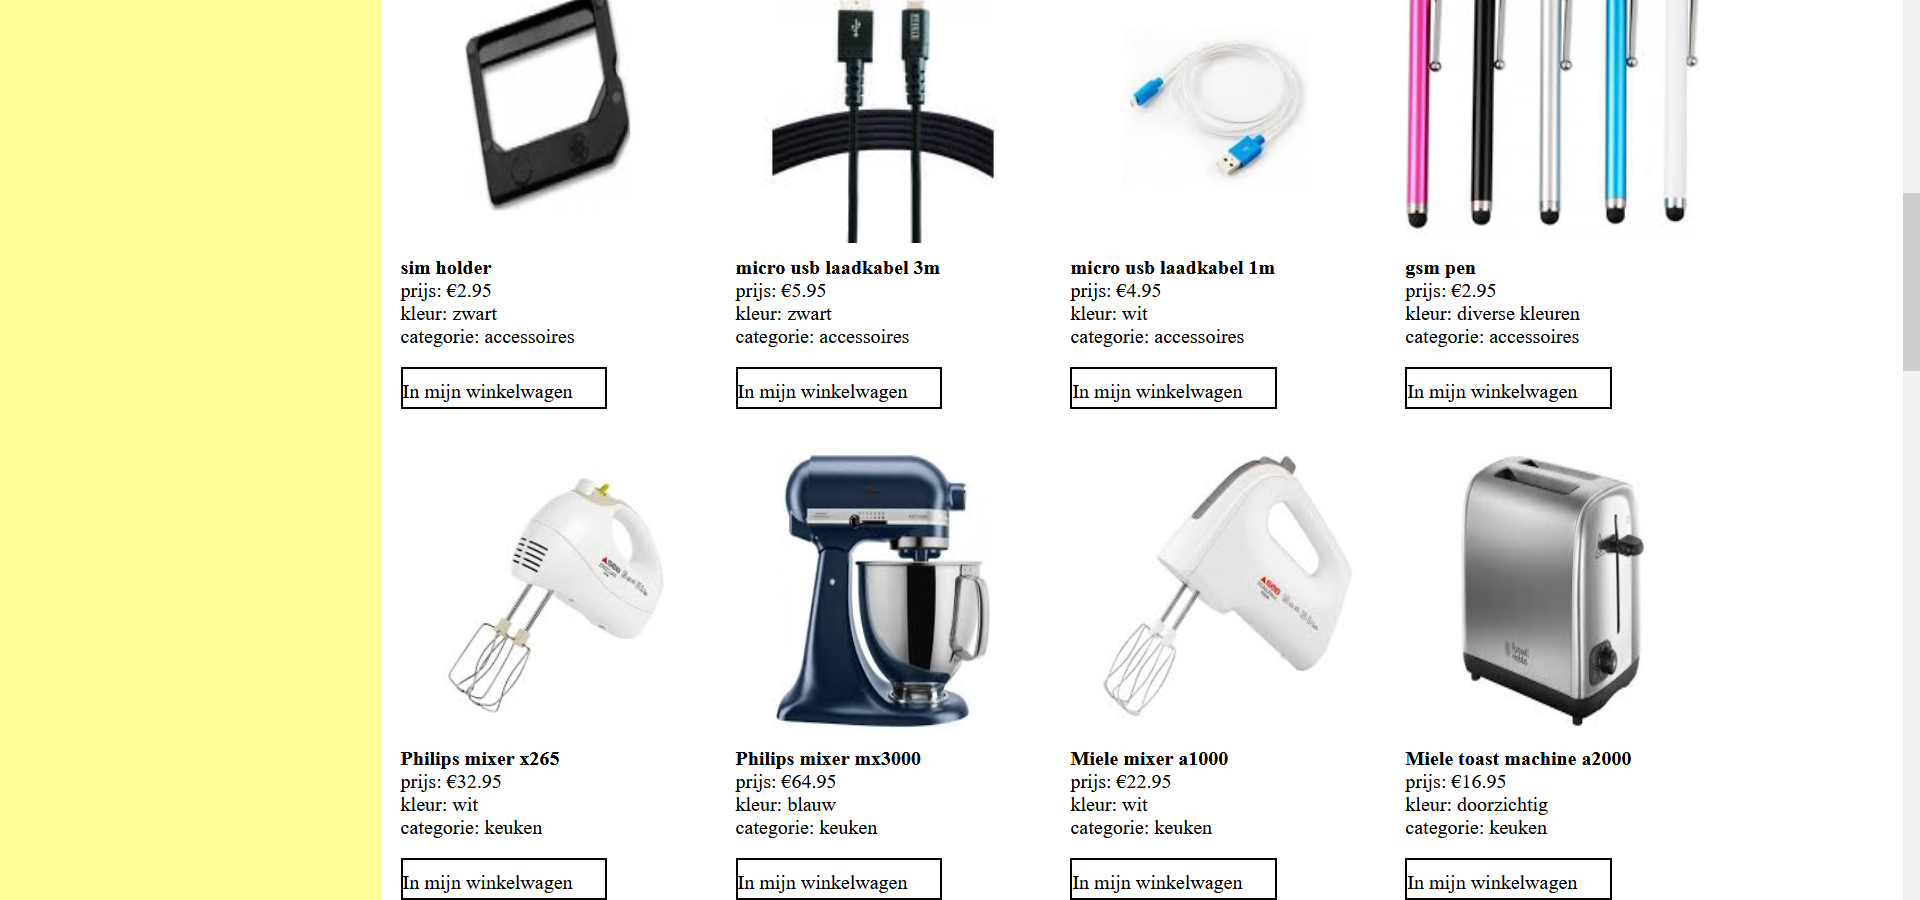 sim holder
prijs: €2.95
kleur: zwart
categorie: accessoires
In mijn winkelwagen
micro usb laadkabel 3m
prijs: €5.95
kleur: zwart
categorie: accessoires
In mijn winkelwagen
micro usb laadkabel 1m
prijs: €4.95
kleur: wit
categorie: accessoires
In mijn winkelwagen
gsm pen
prijs: €2.95
kleur: diverse kleuren
categorie: accessoires
In mijn winkelwagen
Russell
Hobbs
Philips mixer x265
prijs: €32.95
kleur: wit
categorie: keuken
In mijn winkelwagen
Philips mixer mx3000
prijs: €64.95
kleur: blauw
categorie: keuken
In mijn winkelwagen
Miele mixer a1000
prijs: €22.95
kleur: wit
categorie: keuken
In mijn winkelwagen
Miele toast machine a2000
prijs: €16.95
kleur: doorzichtig
categorie: keuken
In mijn winkelwagen